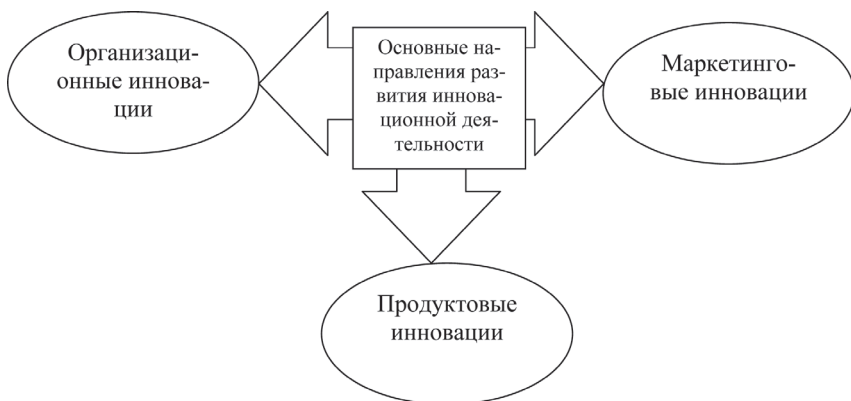 Организаци-
онные иннова-
ции
Основные на-
правления раз-
вития иннова-
ционной дея-
тельности
Маркетинго-
вые инновации
Продуктовые
инновации